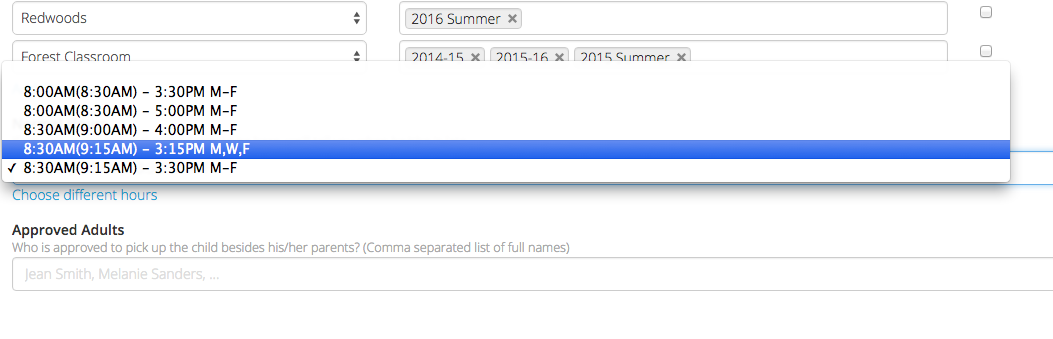 Redwoods 2016 Summer ×
Forest Classroom 2014-15 × 2015-16 × 2015 Summer ×
8:00AM(8:30AM) – 3:30PM M–F
8:00AM(8:30AM) – 5:00PM M–F
8:30AM(9:00AM) – 4:00PM M–F
8:30AM(9:15AM) – 3:15PM M,W,F
✓ 8:30AM(9:15AM) – 3:30PM M–F
Choose different hours
Approved Adults
Who is approved to pick up the child besides his/her parents? (Comma separated list of full names)
Jean Smith, Melanie Sanders, ...